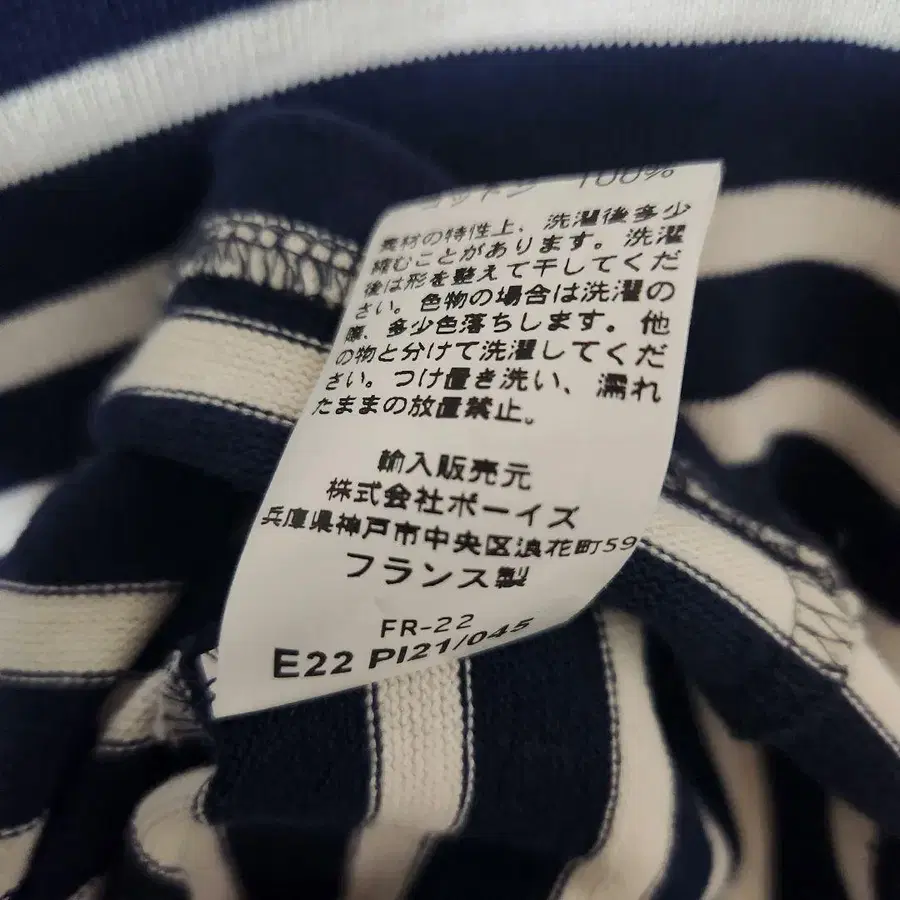 コットン 100%
素材の特性上、洗濯後多少
縮むことがあります。洗濯
後は形を整えて干してくだ
さい。色物の場合は洗濯の
際、多少色落ちします。他
の物と分けて洗濯してくだ
さい。つけ置き洗い、濡れ
たままの放置禁止。
輸入販売元
株式会社ボーイズ
兵庫県神戸市中央区浪花町59
フランス製
FR-22
E22 PI21/045